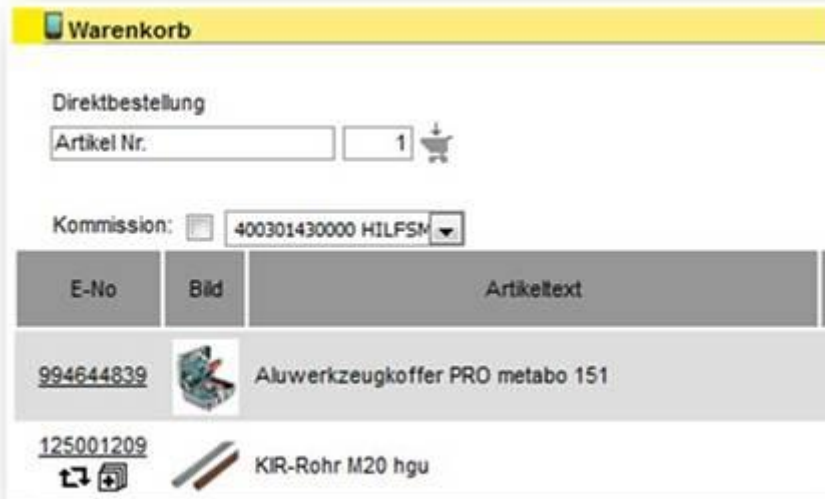 Warenkorb
Direktbestellung
Artikel Nr. 1
Kommission: 400301430000 HILFSM
E-No Bild Artikeltext
994644839 Aluwerkzeugkoffer PRO metabo 151
125001209 KIR-Rohr M20 hgu